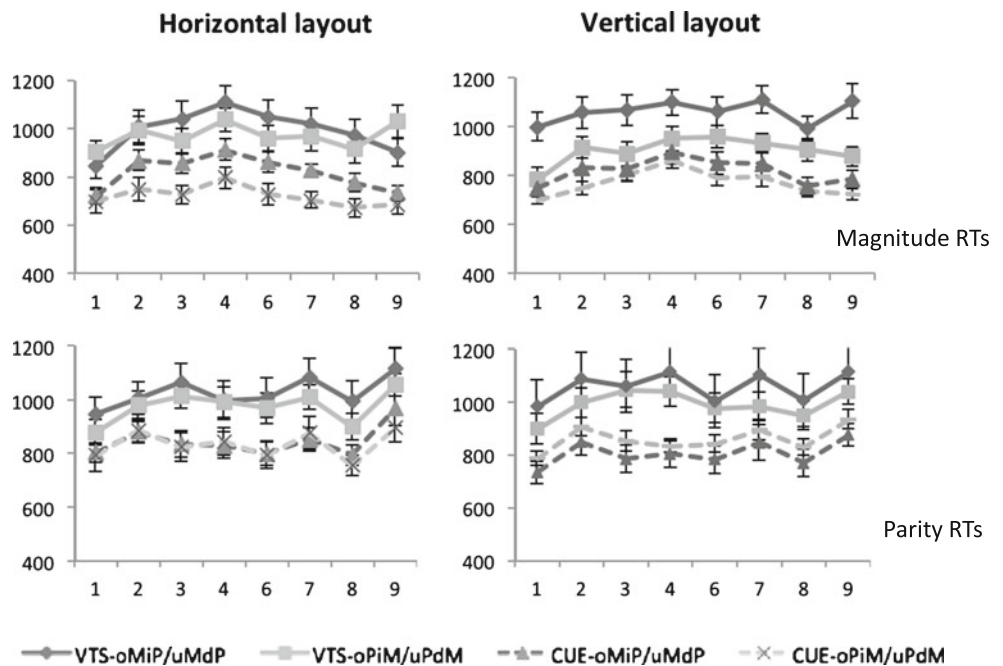 Horizontal layout Vertical layout
1200 1200
1000 1000
800 800
600 600
400 400
1 2 3 4 6 7 8 9 1 2 3 4 6 7 8 9
Magnitude RTs
1200 1200
1000 1000
800 800
600 600
400 400
1 2 3 4 6 7 8 9 1 2 3 4 6 7 8 9
Parity RTs
VTS-oMiP/uMdP VTS-oPiM/uPdM CUE-oMiP/uMdP CUE-oPiM/uPdM